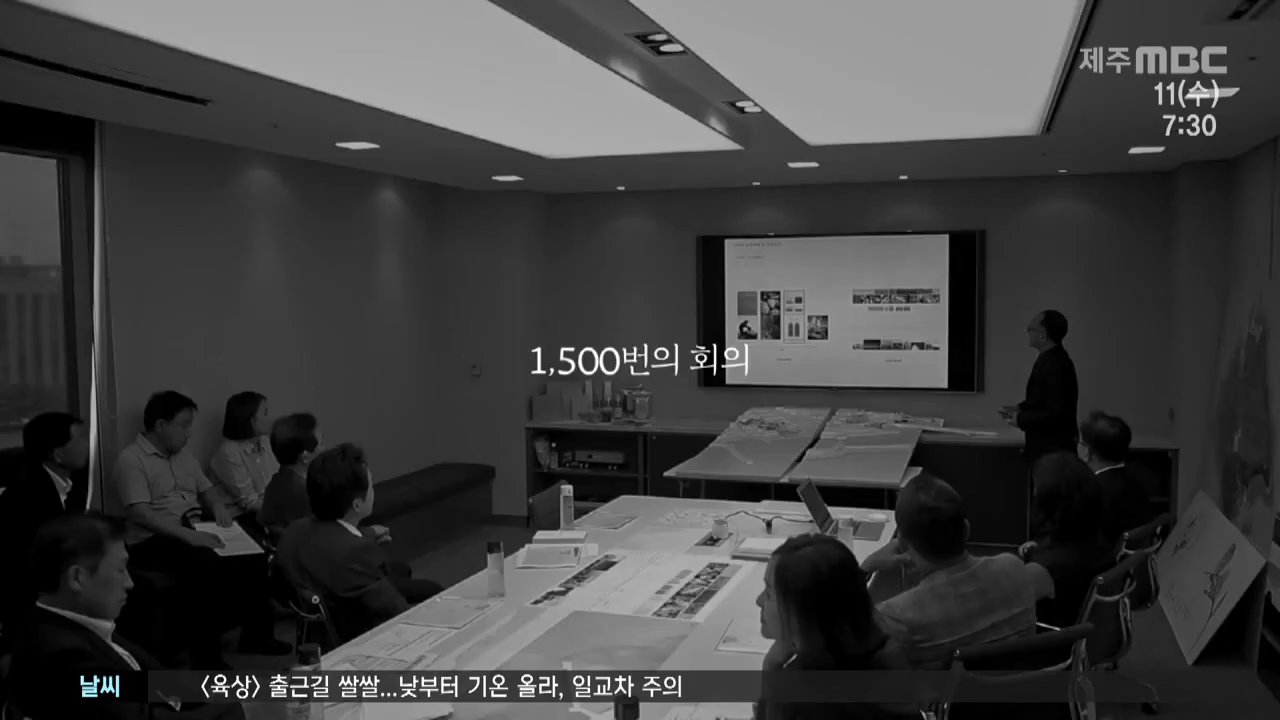 제주MBC
11(수)
7:30
1,500번의 회의
날씨 〈육상〉 출근길 쌀쌀...낮부터 기온 올라, 일교차 주의